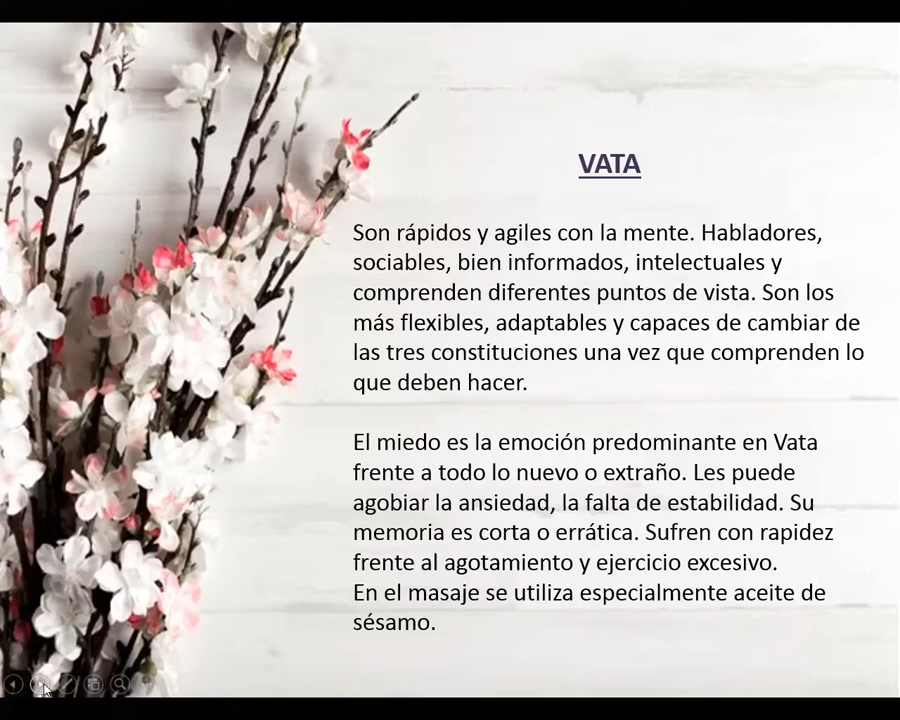 VATA
Son rápidos y agiles con la mente. Habladores,
sociables, bien informados, intelectuales y
comprenden diferentes puntos de vista. Son los
más flexibles, adaptables y capaces de cambiar de
las tres constituciones una vez que comprenden lo
que deben hacer.
El miedo es la emoción predominante en Vata
frente a todo lo nuevo o extraño. Les puede
agobiar la ansiedad, la falta de estabilidad. Su
memoria es corta o errática. Sufren con rapidez
frente al agotamiento y ejercicio excesivo.
En el masaje se utiliza especialmente aceite de
sésamo.